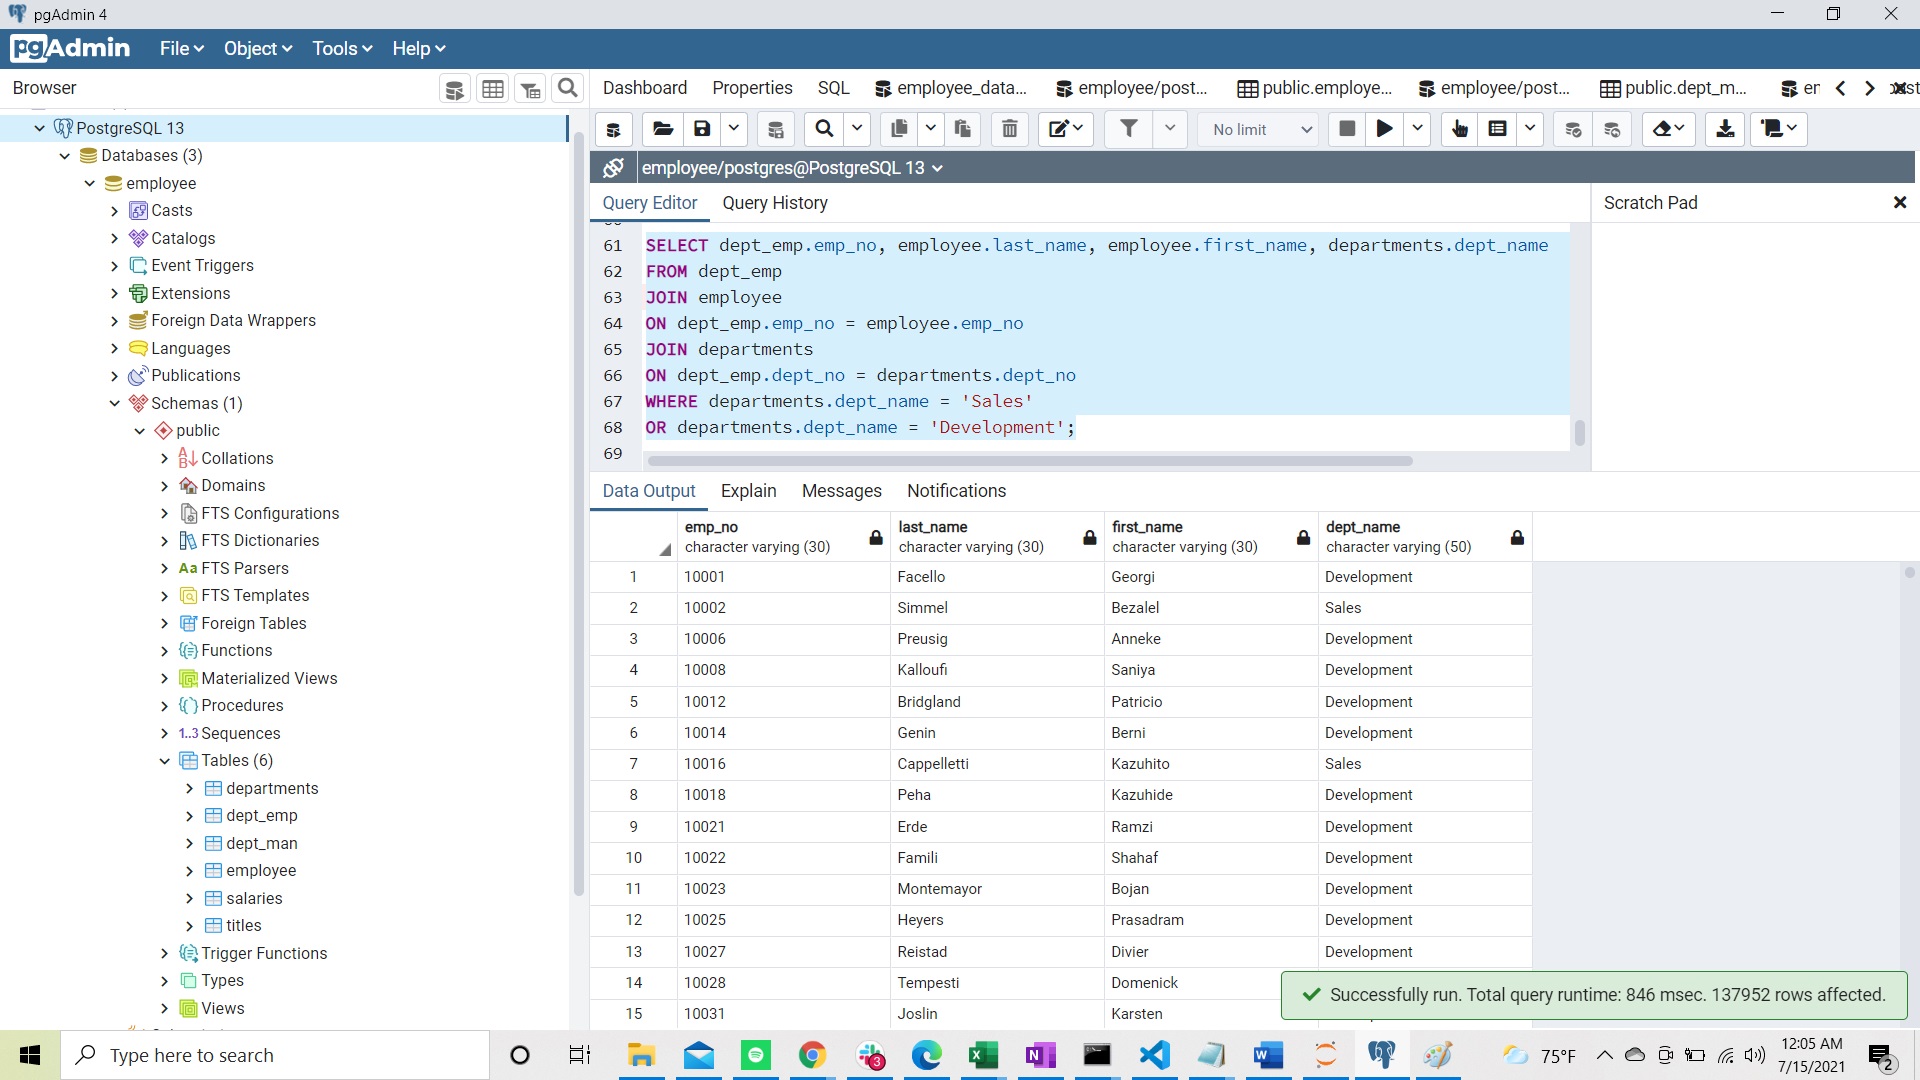 pgAdmin 4
pgAdmin File Object Tools Help
Browser
Dashboard Properties SQL employee_data... employee/post... public.employe... employee/post... public.dept_m... er
No limit
employee/postgres@PostgreSQL 13
Query Editor Query History
Scratch Pad
PostgreSQL 13
Databases (3)
employee
Casts
Catalogs
Event Triggers
Extensions
Foreign Data Wrappers
Languages
Publications
Schemas (1)
public
Collations
Domains
FTS Configurations
FTS Dictionaries
Aa FTS Parsers
FTS Templates
Foreign Tables
Functions
Materialized Views
Procedures
1..3 Sequences
Tables (6)
departments
dept_emp
dept_man
employee
salaries
titles
Trigger Functions
Types
Views
61 SELECT dept_emp.emp_no, employee.last_name, employee.first_name, departments.dept_name
62 FROM dept_emp
63 JOIN employee
64 ON dept_emp.emp_no = employee.emp_no
65 JOIN departments
66 ON dept_emp.dept_no = departments.dept_no
67 WHERE departments.dept_name = 'Sales'
68 OR departments.dept_name = 'Development';
69
Data Output Explain Messages Notifications
emp_no last_name first_name dept_name
character varying (30) character varying (30) character varying (30) character varying (50)
1 10001 Facello Georgi Development
2 10002 Simmel Bezalel Sales
3 10006 Preusig Anneke Development
4 10008 Kalloufi Saniya Development
5 10012 Bridgland Patricio Development
6 10014 Genin Berni Development
7 10016 Cappelletti Kazuhito Sales
8 10018 Peha Kazuhide Development
9 10021 Erde Ramzi Development
10 10022 Famili Shahaf Development
11 10023 Montemayor Bojan Development
12 10025 Heyers Prasadram Development
13 10027 Reistad Divier Development
14 10028 Tempesti Domenick
15 10031 Joslin Karsten
Successfully run. Total query runtime: 846 msec. 137952 rows affected.
Type here to search
3
75°F
12:05 AM
7/15/2021
2